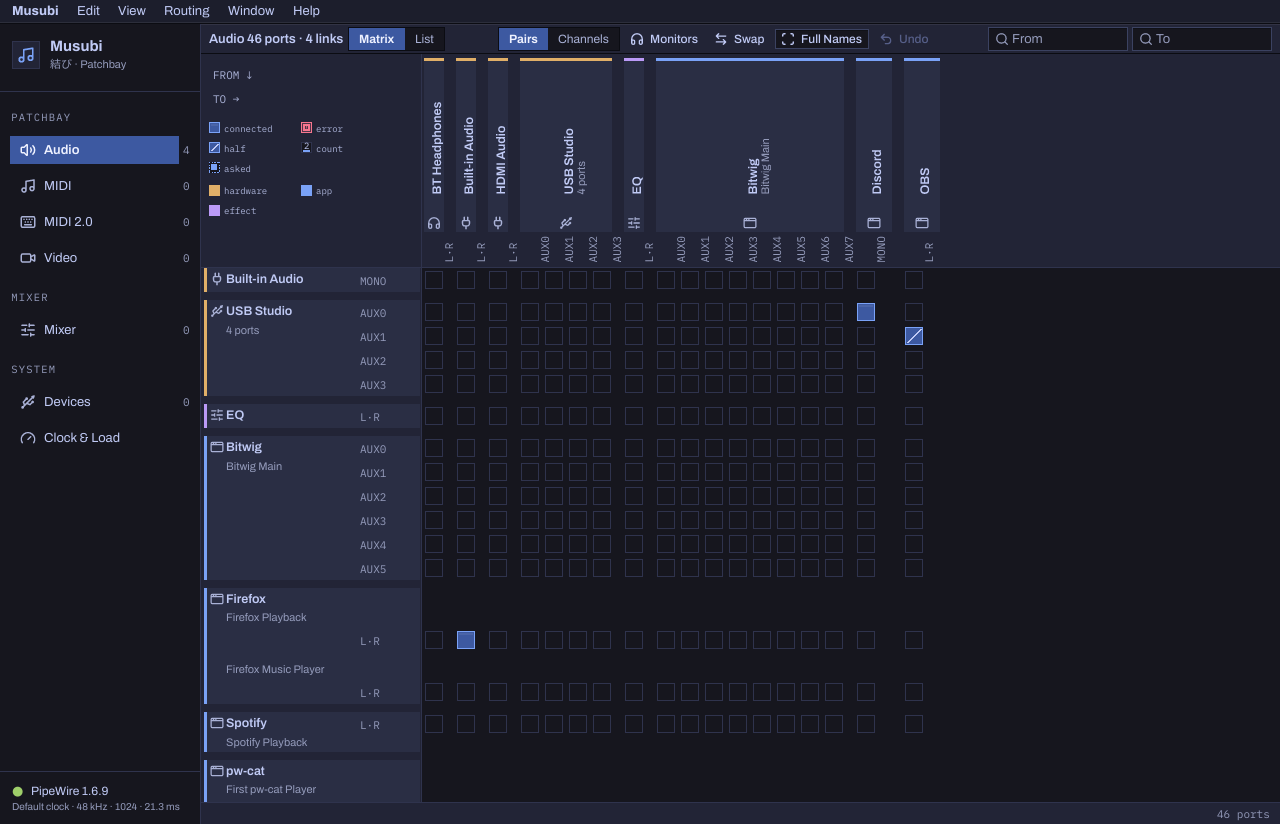 Musubi Edit View Routing Window Help
Musubi
結び · Patchbay
PATCHBAY
Audio 4
MIDI 0
MIDI 2.0 0
Video 0
MIXER
Mixer 0
SYSTEM
Devices 0
Clock & Load
PipeWire 1.6.9
Default clock · 48 kHz · 1024 · 21.3 ms
Audio 46 ports · 4 links Matrix List Pairs Channels Monitors Swap Full Names Undo From To
FROM ↓
TO →
connected error
half 2 count
asked
hardware app
effect
BT Headphones
Built-in Audio
HDMI Audio
USB Studio
4 ports
EQ
Bitwig
Bitwig Main
Discord
OBS
L·R L·R L·R AUX0 AUX1 AUX2 AUX3 L·R AUX0 AUX1 AUX2 AUX3 AUX4 AUX5 AUX6 AUX7 MONO L·R
Built-in Audio MONO
USB Studio AUX0
4 ports AUX1
AUX2
AUX3
EQ L·R
Bitwig AUX0
Bitwig Main AUX1
AUX2
AUX3
AUX4
AUX5
Firefox
Firefox Playback
L·R
Firefox Music Player
L·R
Spotify L·R
Spotify Playback
pw-cat
First pw-cat Player
46 ports